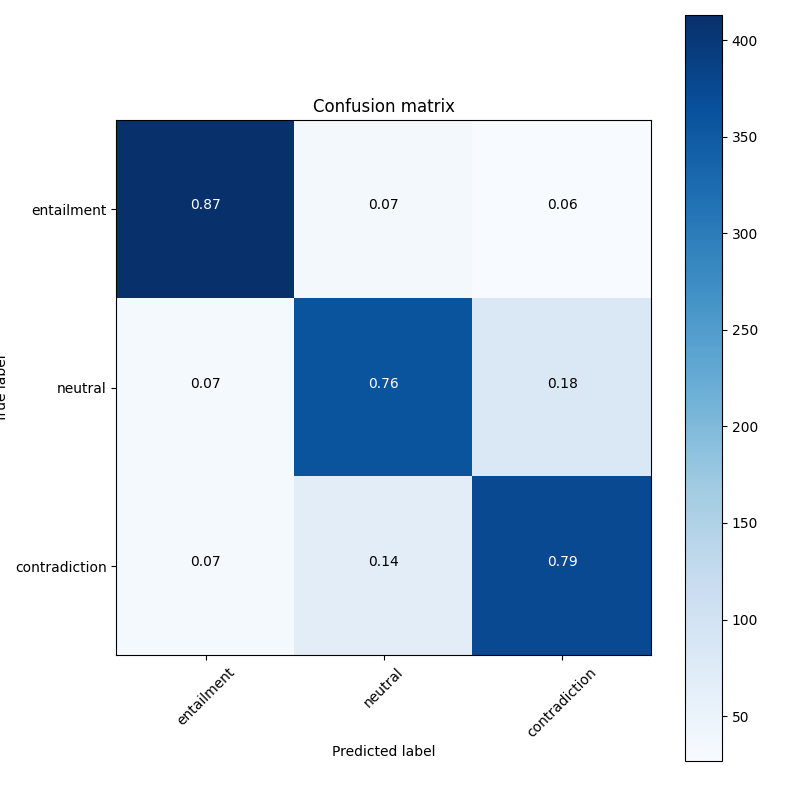 Confusion matrix
entailment 0.87 0.07 0.06
neutral 0.07 0.76 0.18
contradiction 0.07 0.14 0.79
entailment neutral contradiction
Predicted label
400
350
300
250
200
150
100
50